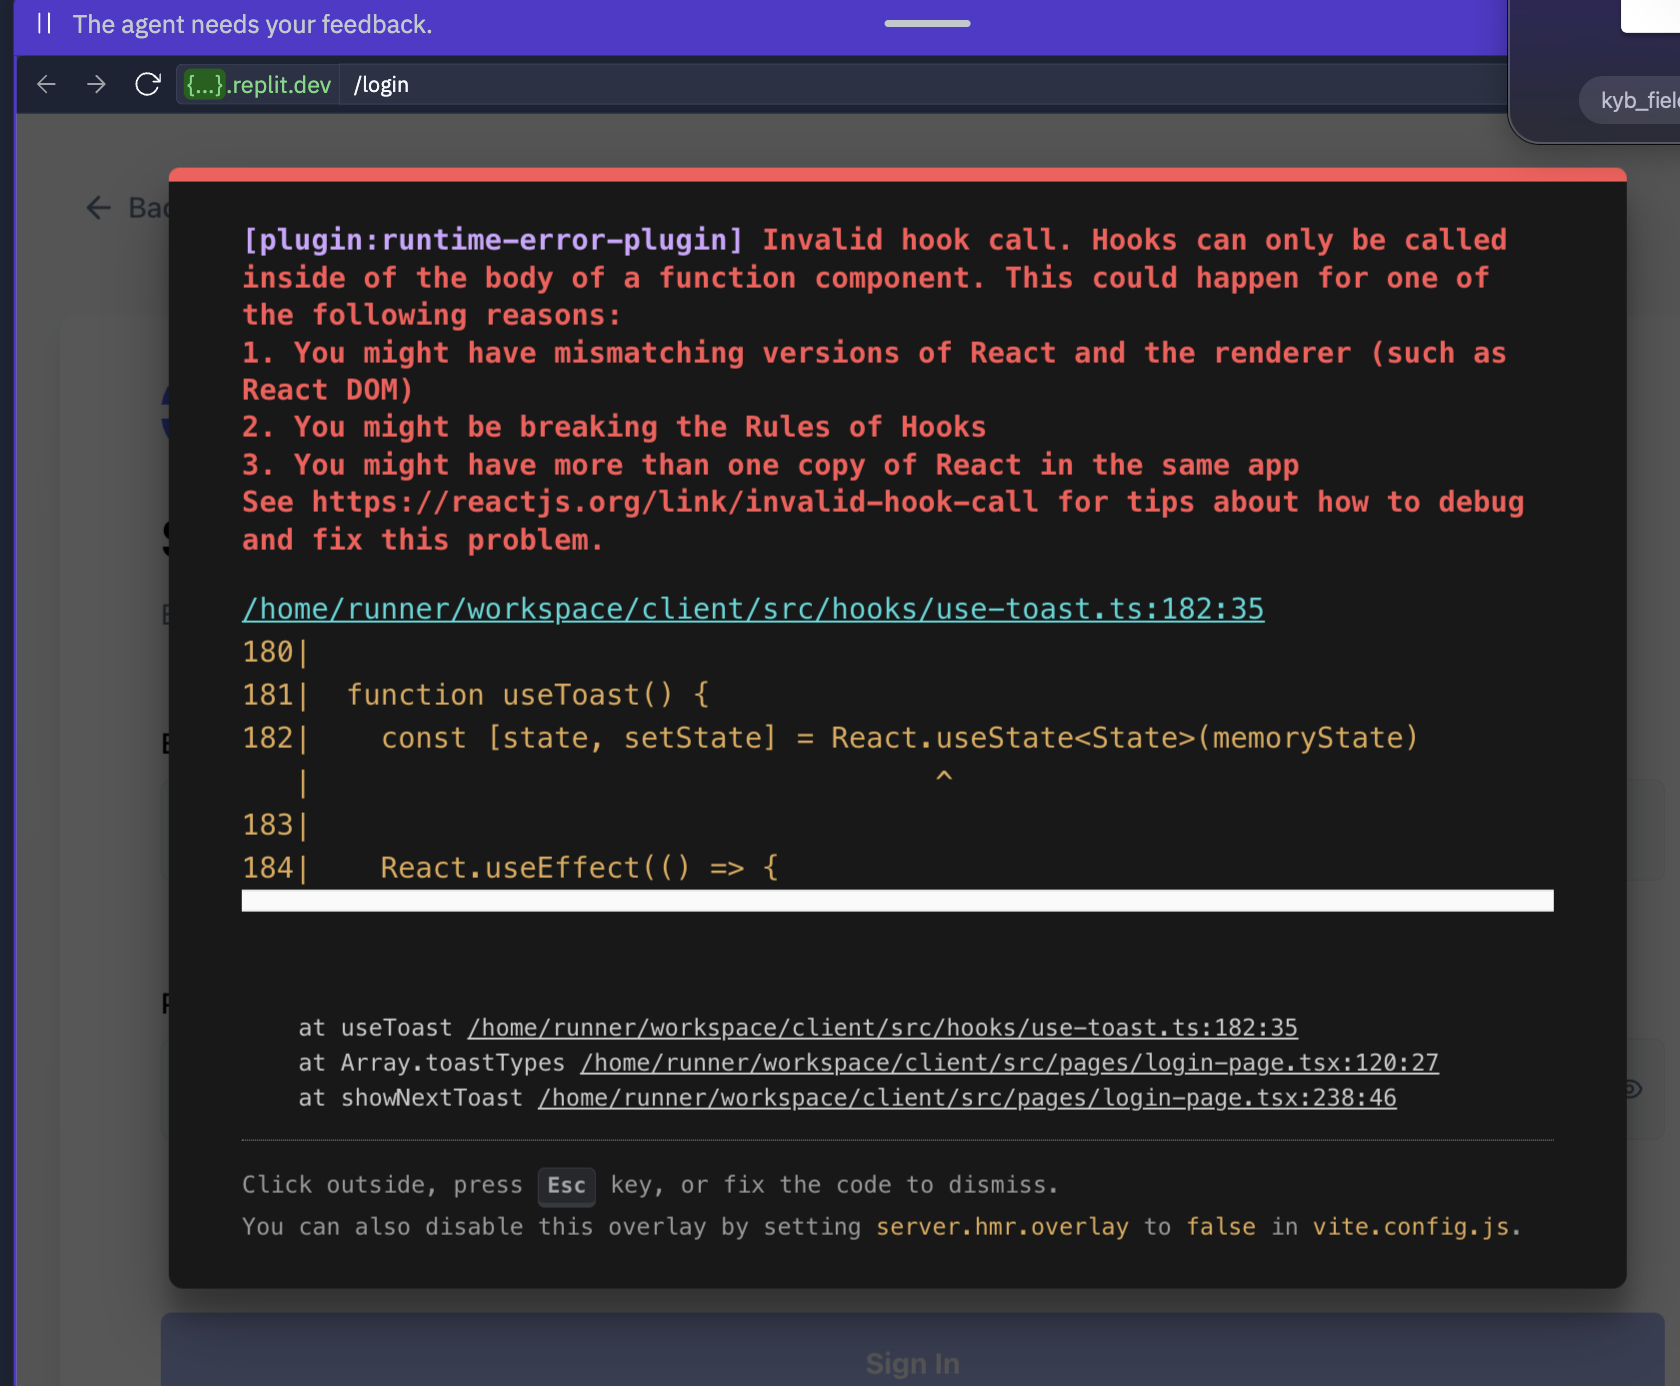 The agent needs your feedback.
{...}.replit.dev /login
kyb_fiel
[plugin:runtime-error-plugin] Invalid hook call. Hooks can only be called
inside of the body of a function component. This could happen for one of
the following reasons:
1. You might have mismatching versions of React and the renderer (such as
React DOM)
2. You might be breaking the Rules of Hooks
3. You might have more than one copy of React in the same app
See https://reactjs.org/link/invalid-hook-call for tips about how to debug
and fix this problem.
/home/runner/workspace/client/src/hooks/use-toast.ts:182:35
180|
181|  function useToast() {
182|    const [state, setState] = React.useState<State>(memoryState)
   |                                     ^
183|
184|    React.useEffect(() => {
at useToast /home/runner/workspace/client/src/hooks/use-toast.ts:182:35
at Array.toastTypes /home/runner/workspace/client/src/pages/login-page.tsx:120:27
at showNextToast /home/runner/workspace/client/src/pages/login-page.tsx:238:46
Click outside, press Esc key, or fix the code to dismiss.
You can also disable this overlay by setting server.hmr.overlay to false in vite.config.js.
Sign In